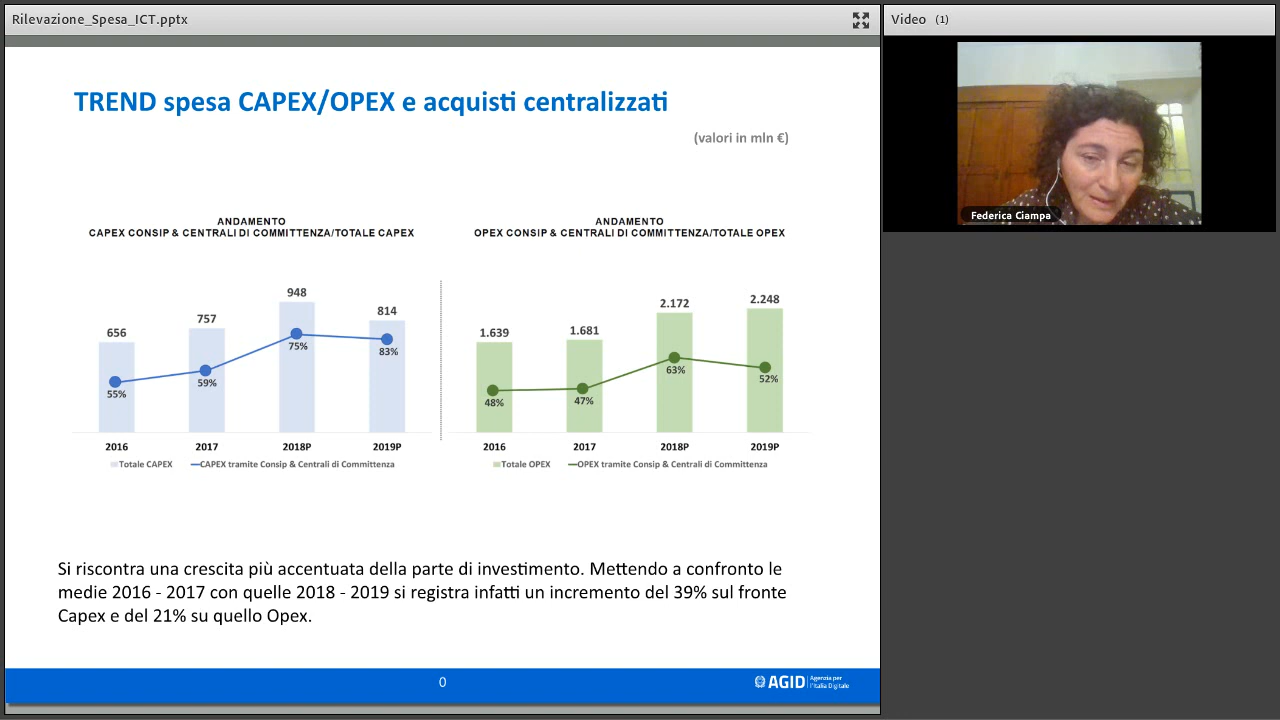 Rilevazione_Spesa_ICT.pptx
Video (1)
Federica Ciampa
TREND spesa CAPEX/OPEX e acquisti centralizzati
(valori in mln €)
ANDAMENTO
CAPEX CONSIP & CENTRALI DI COMMITTENZA/TOTALE CAPEX
656
757
948
814
55%
59%
75%
83%
2016
2017
2018P
2019P
Totale CAPEX
CAPEX tramite Consip & Centrali di Committenza
ANDAMENTO
OPEX CONSIP & CENTRALI DI COMMITTENZA/TOTALE OPEX
1.639
1.681
2.172
2.248
48%
47%
63%
52%
2016
2017
2018P
2019P
Totale OPEX
OPEX tramite Consip & Centrali di Committenza
Si riscontra una crescita più accentuata della parte di investimento. Mettendo a confronto le
medie 2016 - 2017 con quelle 2018 - 2019 si registra infatti un incremento del 39% sul fronte
Capex e del 21% su quello Opex.
0
AGID
Agenzia per
l'Italia Digitale